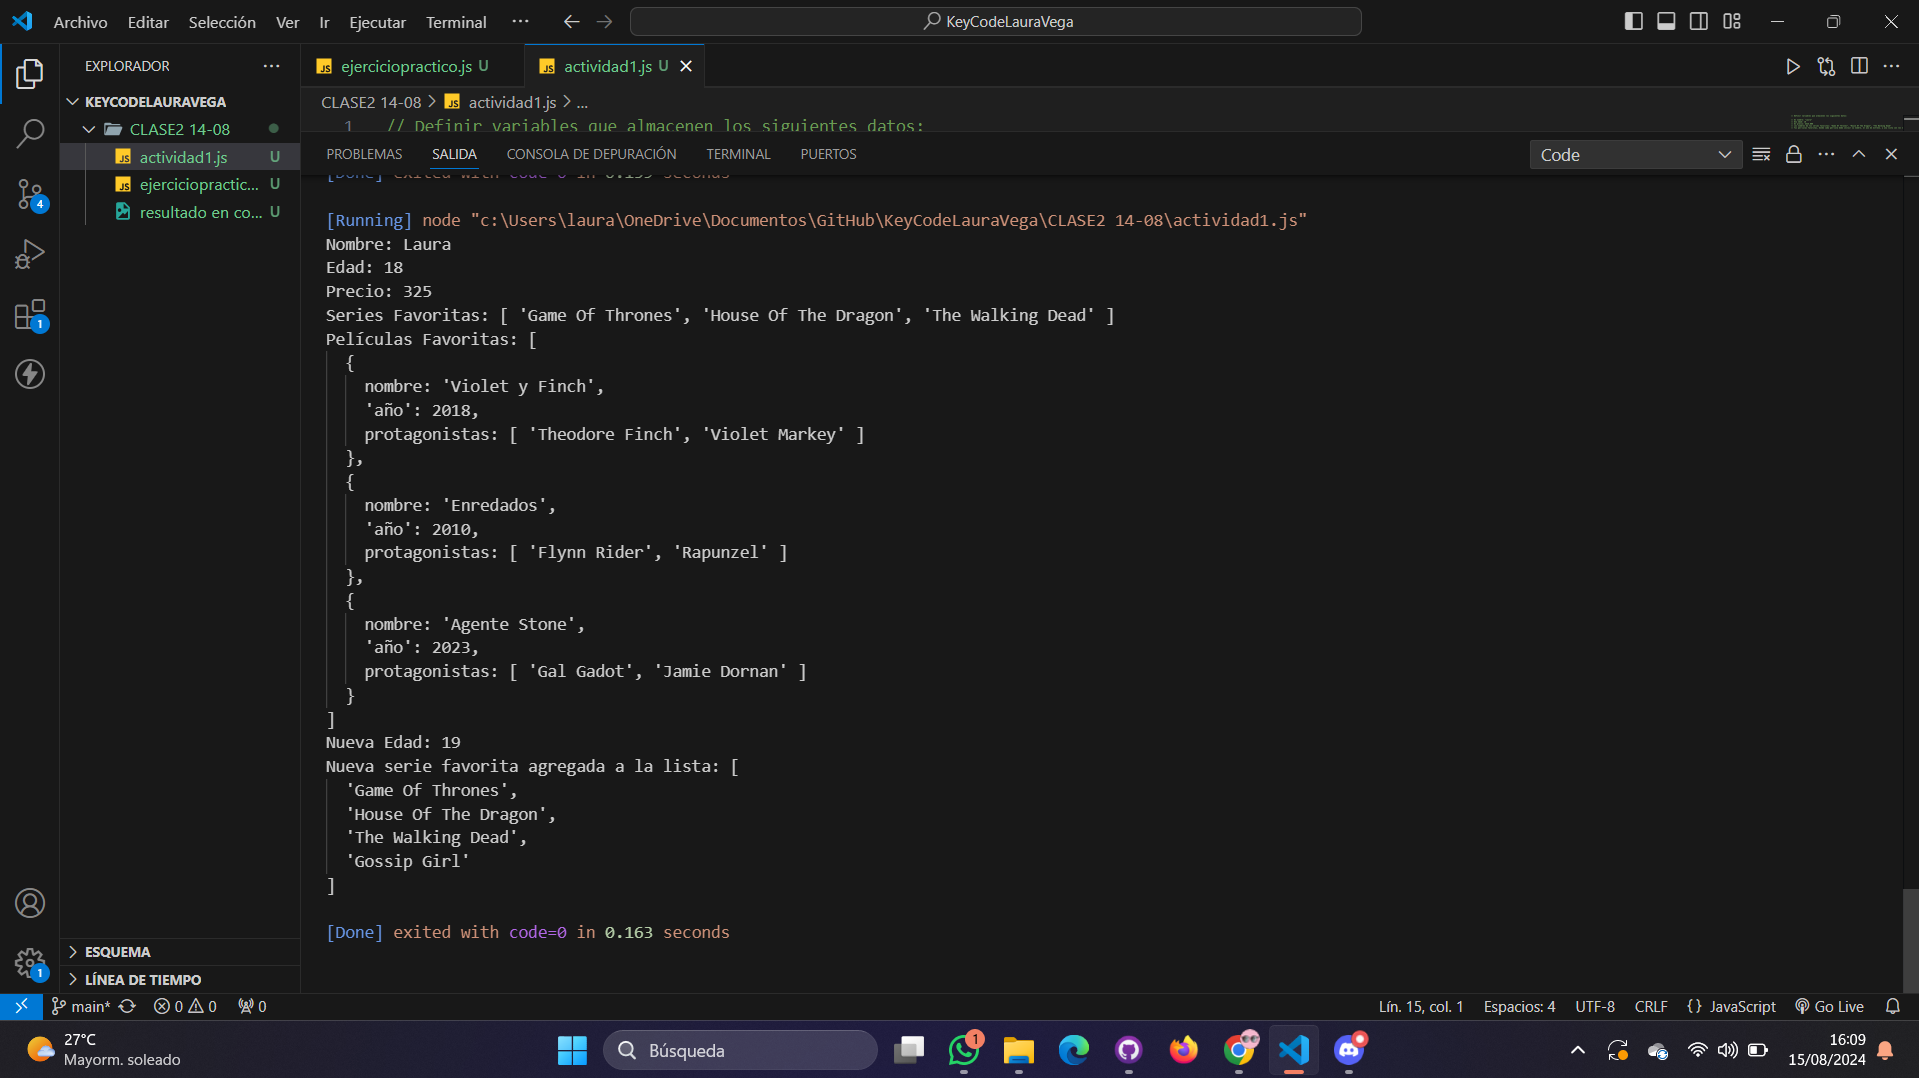 Archivo Editar Selección Ver Ir Ejecutar Terminal ··· KeyCodeLauraVega
EXPLORADOR ···
KEYCODELAURAVEGA
CLASE2 14-08
actividad1.js U
ejerciciopractic... U
resultado en co... U
ESQUEMA
LÍNEA DE TIEMPO
4
1
1
ejerciciopractico.js U
actividad1.js U
CLASE2 14-08 > actividad1.js > ...
1 // Definir variables que almacenen los siguientes datos:
PROBLEMAS SALIDA CONSOLA DE DEPURACIÓN TERMINAL PUERTOS Code
[Done] exited with code=0 in 0.199 seconds
[Running] node "c:\Users\laura\OneDrive\Documentos\GitHub\KeyCodeLauraVega\CLASE2 14-08\actividad1.js"
Nombre: Laura
Edad: 18
Precio: 325
Series Favoritas: [ 'Game Of Thrones', 'House Of The Dragon', 'The Walking Dead' ]
Películas Favoritas: [
{
nombre: 'Violet y Finch',
'año': 2018,
protagonistas: [ 'Theodore Finch', 'Violet Markey' ]
},
{
nombre: 'Enredados',
'año': 2010,
protagonistas: [ 'Flynn Rider', 'Rapunzel' ]
},
{
nombre: 'Agente Stone',
'año': 2023,
protagonistas: [ 'Gal Gadot', 'Jamie Dornan' ]
}
]
Nueva Edad: 19
Nueva serie favorita agregada a la lista: [
'Game Of Thrones',
'House Of The Dragon',
'The Walking Dead',
'Gossip Girl'
]
[Done] exited with code=0 in 0.163 seconds
main* 0 0 0 Lín. 15, col. 1 Espacios: 4 UTF-8 CRLF {} JavaScript Go Live
27°C
Mayorm. soleado
Búsqueda
1
16:09
15/08/2024